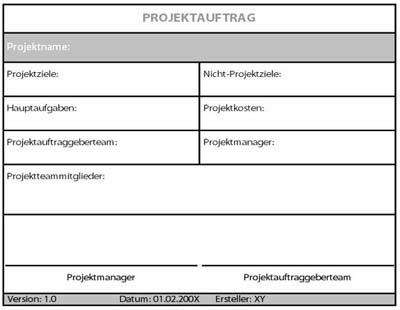 PROJEKTAUFTRAG
Projektname:
Projektziele: Nicht-Projektziele:
Hauptaufgaben: Projektkosten:
Projektauftraggeberteam: Projektmanager:
Projektteammitglieder:
Projektmanager Projektauftraggeberteam
Version: 1.0 Datum: 01.02.200X Ersteller: XY